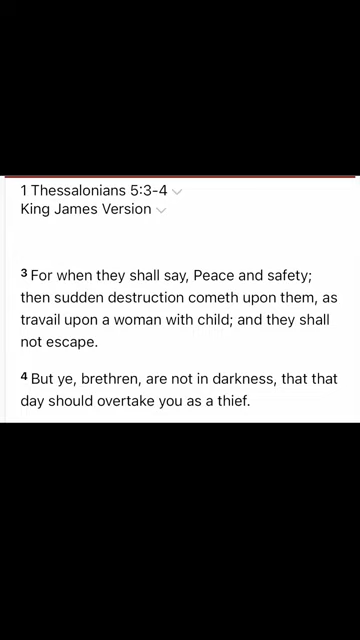 1 Thessalonians 5:3-4
King James Version
3 For when they shall say, Peace and safety;
then sudden destruction cometh upon them, as
travail upon a woman with child; and they shall
not escape.
4 But ye, brethren, are not in darkness, that that
day should overtake you as a thief.